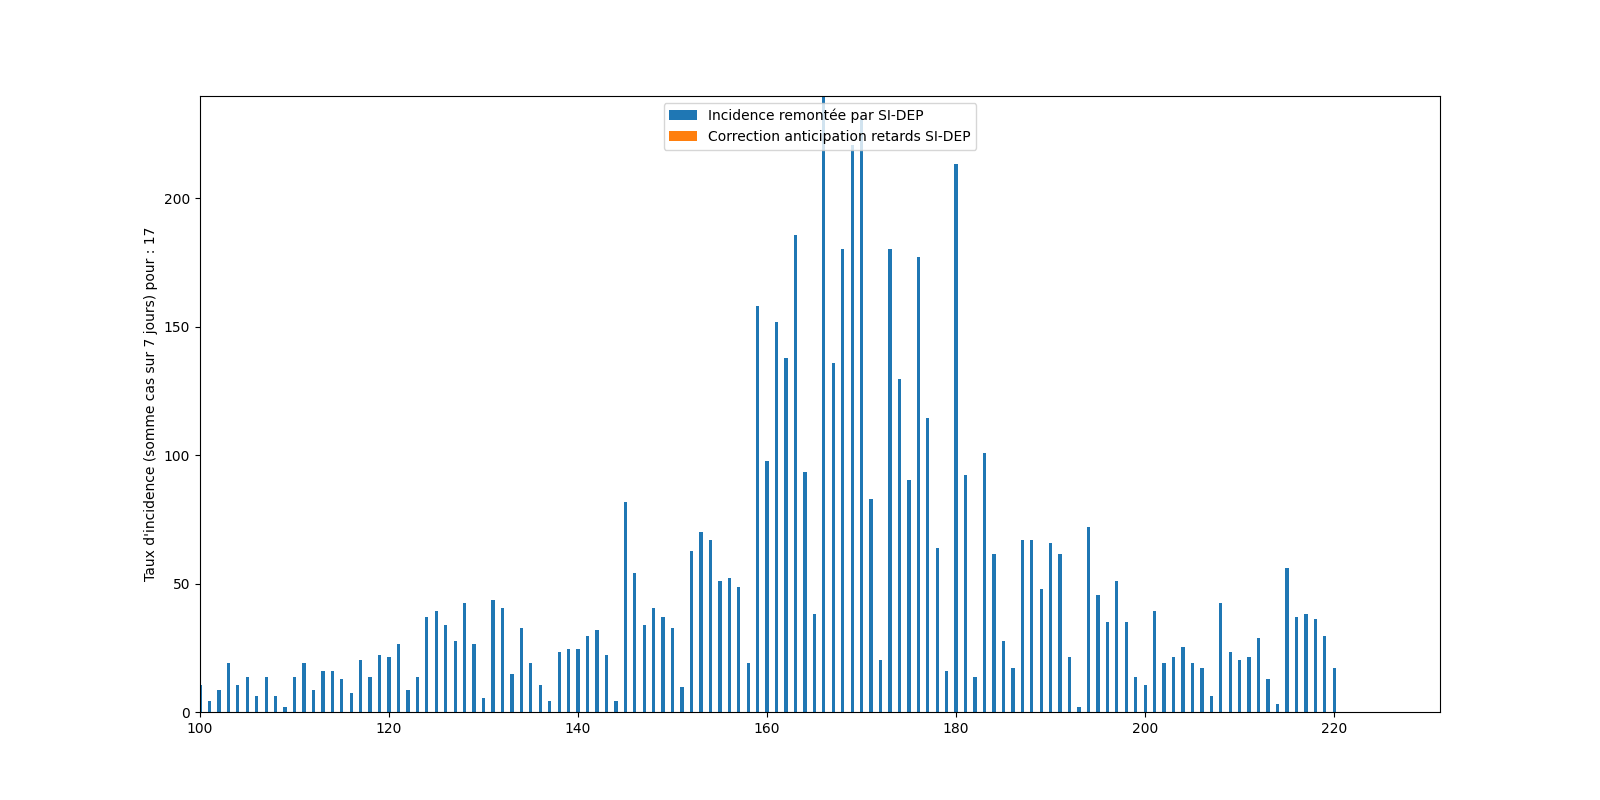 Incidence remontée par SI-DEP
Correction anticipation retards SI-DEP
Taux d'incidence (somme cas sur 7 jours) pour : 17
200
150
100
50
0
100 120 140 160 180 200 220